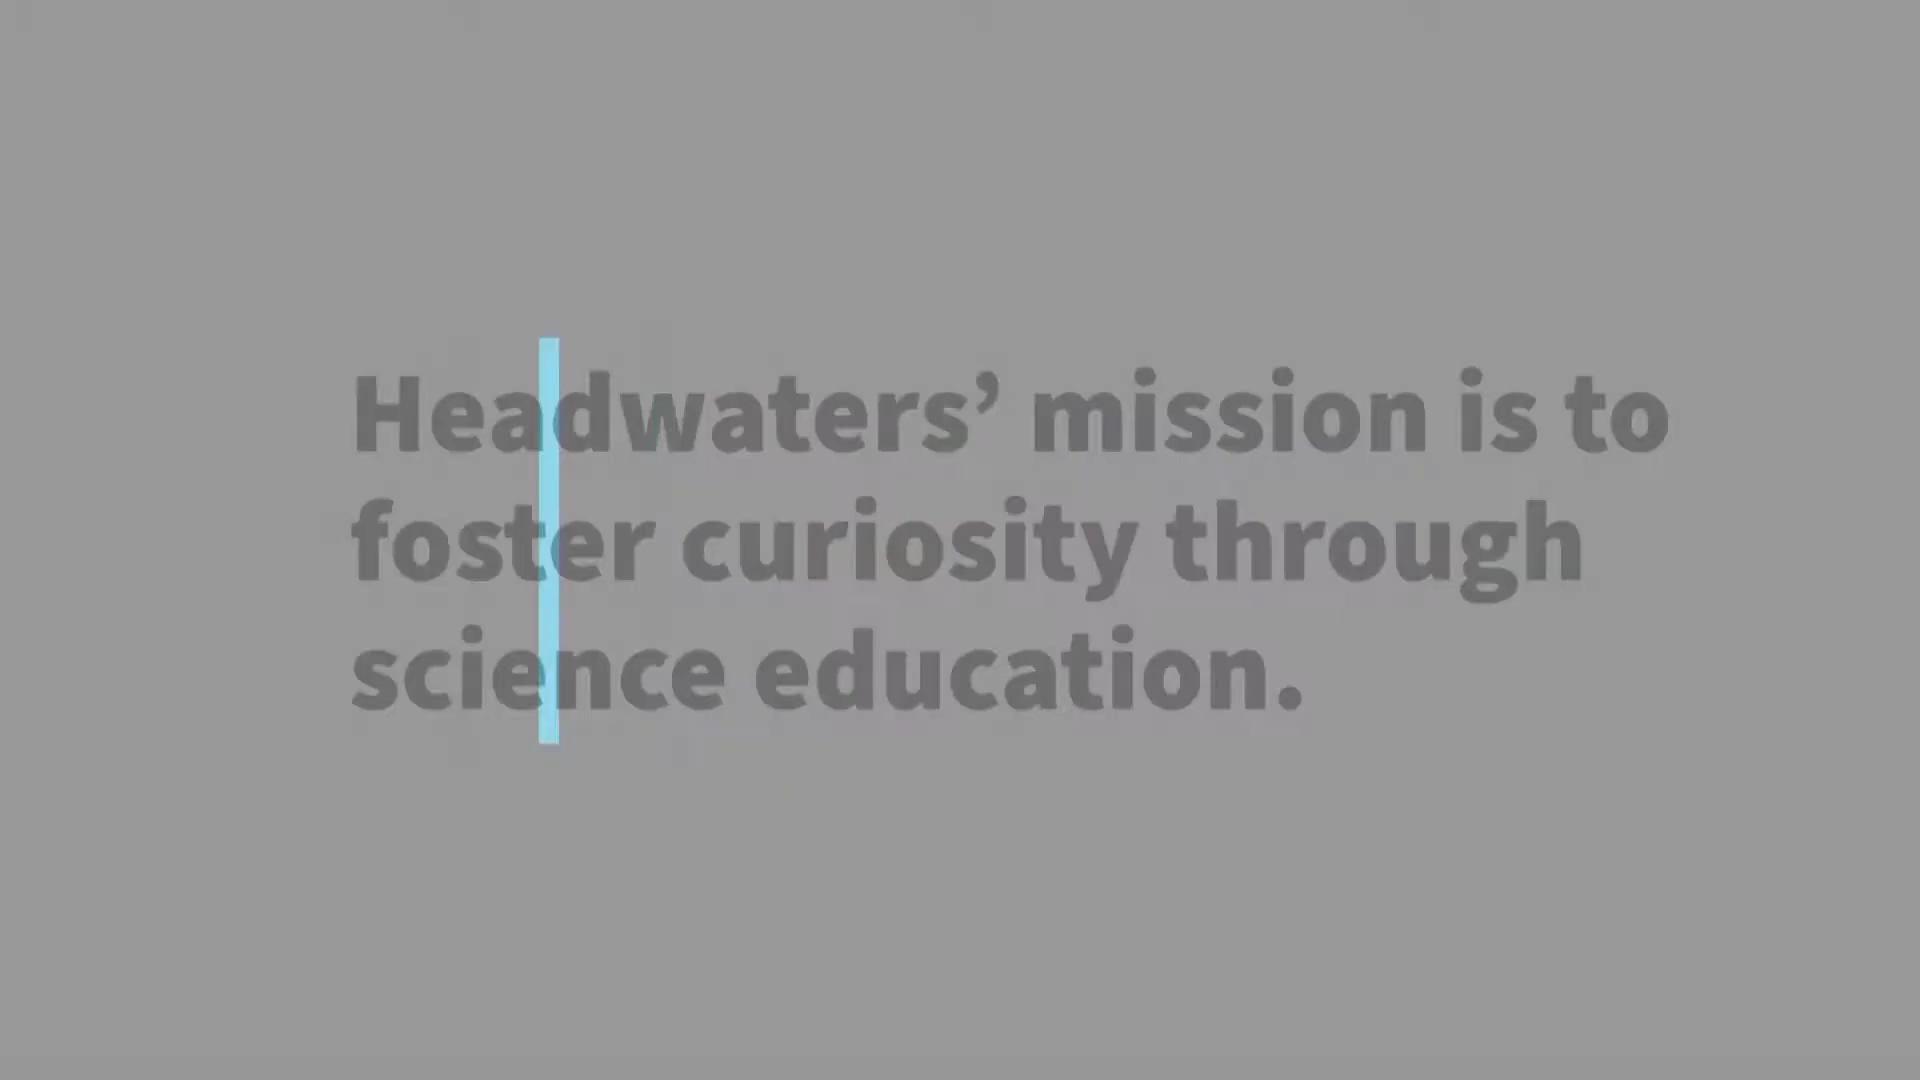 Headwaters’ mission is to
foster curiosity through
science education.